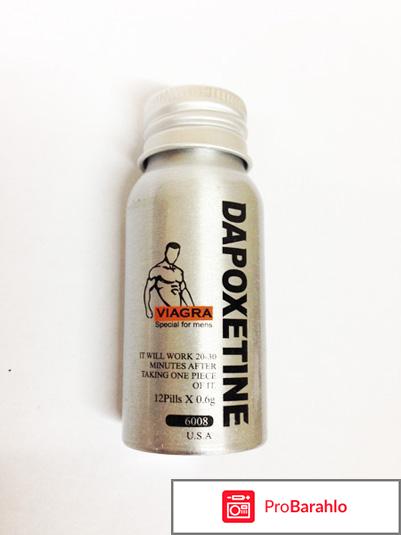 DAPOXETINE
VIAGRA
Special for mens
IT WILL WORK 20-30
MINUTES AFTER
TAKING ONE PIECE
OF IT.
12Pills X 0.6g
6008
U.S.A
ProBarahlo